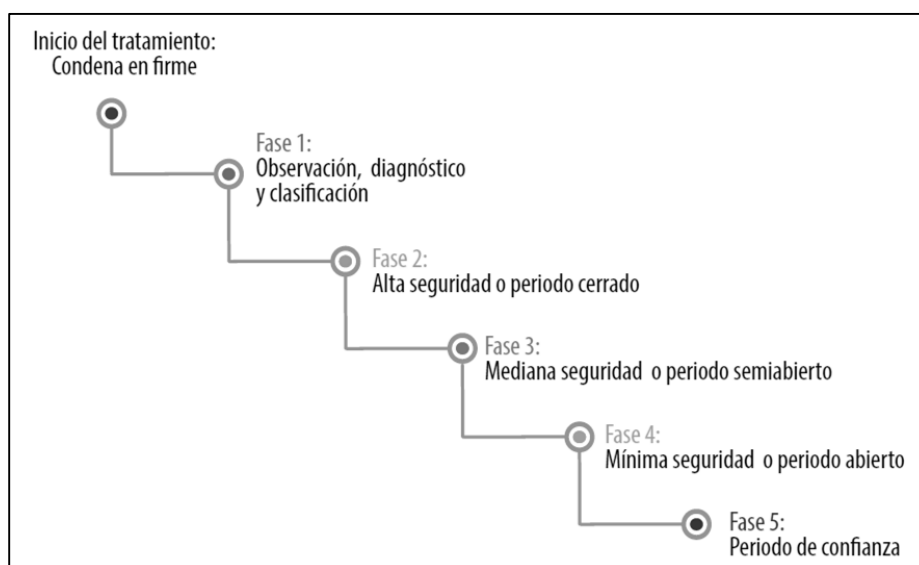 Inicio del tratamiento:
Condena en firme
Fase 1:
Observación, diagnóstico
y clasificación
Fase 2:
Alta seguridad o periodo cerrado
Fase 3:
Mediana seguridad o periodo semiabierto
Fase 4:
Mínima seguridad o periodo abierto
Fase 5:
Periodo de confianza